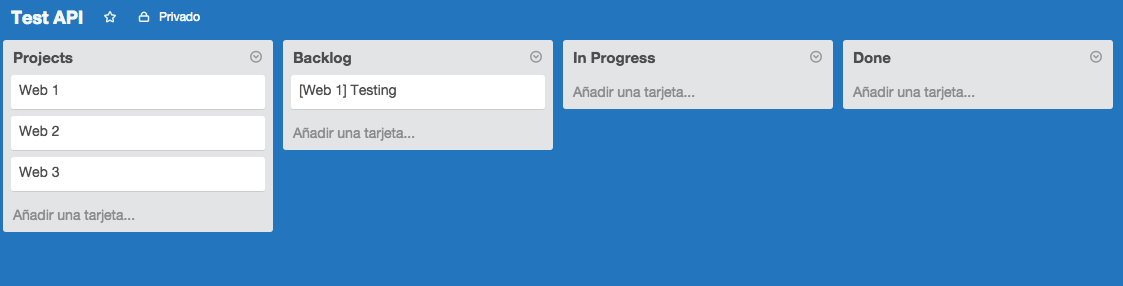 Test API Privado
Projects
Web 1
Web 2
Web 3
Añadir una tarjeta...
Backlog
[Web 1] Testing
Añadir una tarjeta...
In Progress
Añadir una tarjeta...
Done
Añadir una tarjeta...